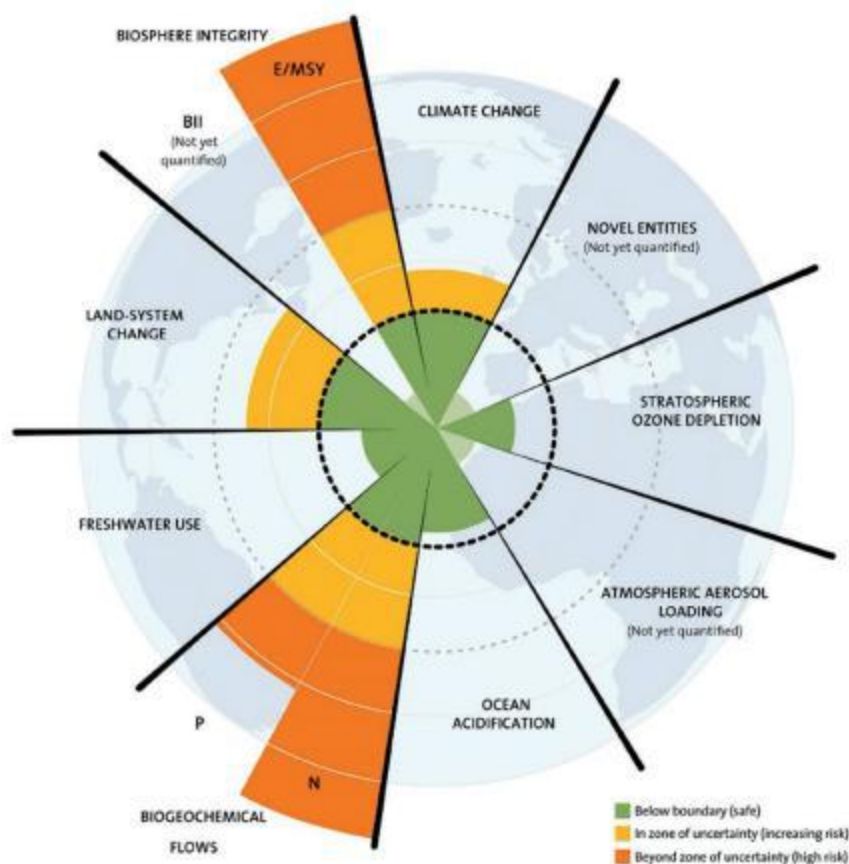 BIOSPHERE INTEGRITY
E/MSY
BII
(Not yet
quantified)
CLIMATE CHANGE
NOVEL ENTITIES
(Not yet quantified)
LAND-SYSTEM
CHANGE
STRATOSPHERIC
OZONE DEPLETION
FRESHWATER USE
ATMOSPHERIC AEROSOL
LOADING
(Not yet quantified)
OCEAN
ACIDIFICATION
P
N
BIOGEOCHEMICAL
FLOWS
Below boundary (safe)
In zone of uncertainty (increasing risk)
Beyond zone of uncertainty (high risk)